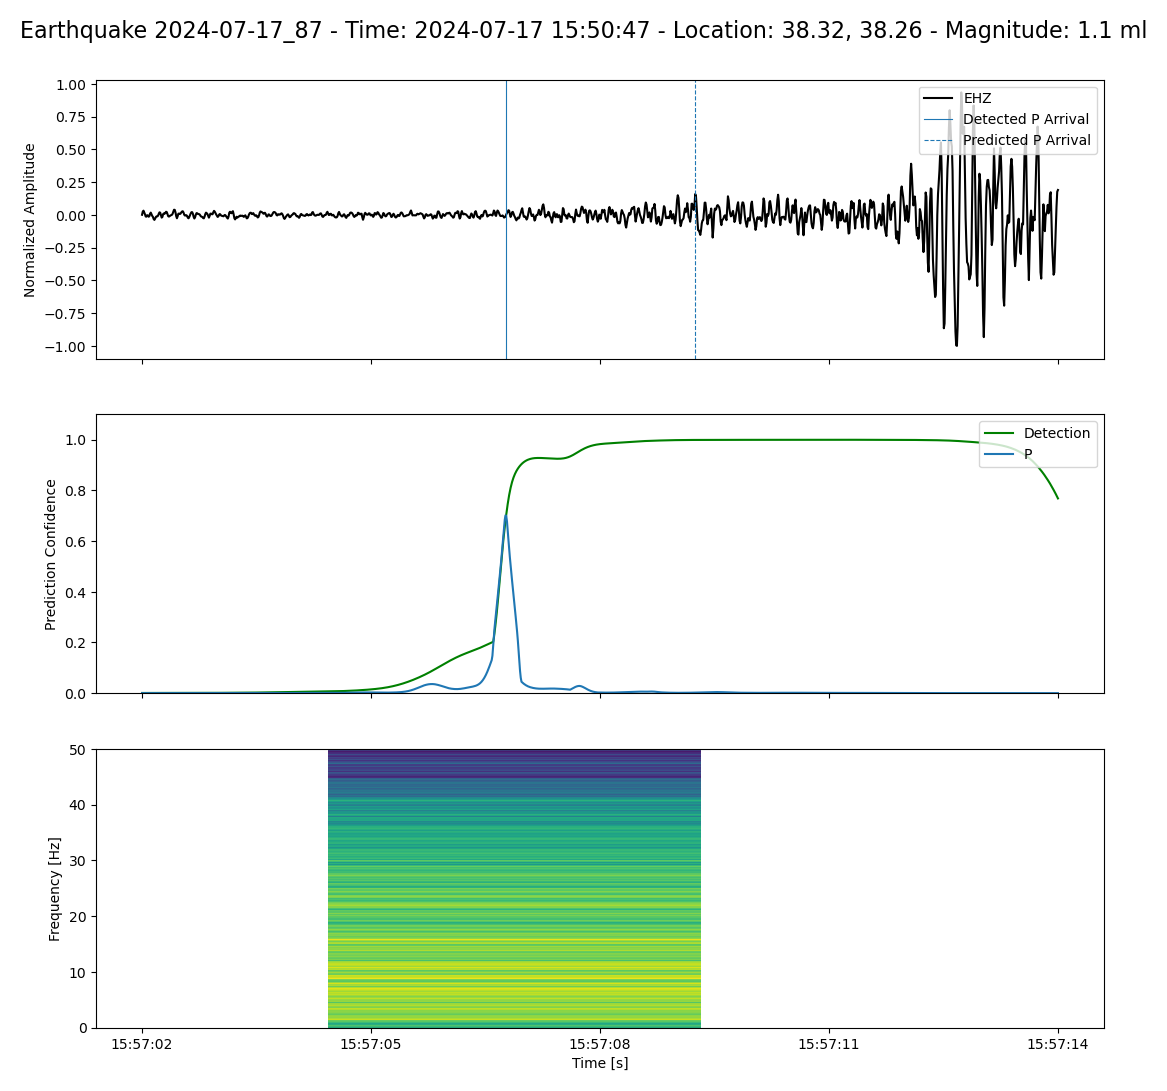 Earthquake 2024-07-17_87 - Time: 2024-07-17 15:50:47 - Location: 38.32, 38.26 - Magnitude: 1.1 ml
Normalized Amplitude
1.00
0.75
0.50
0.25
0.00
−0.25
−0.50
−0.75
−1.00
EHZ
Detected P Arrival
Predicted P Arrival
Prediction Confidence
1.0
0.8
0.6
0.4
0.2
0.0
Detection
P
Frequency [Hz]
50
40
30
20
10
0
15:57:02 15:57:05 15:57:08 15:57:11 15:57:14
Time [s]